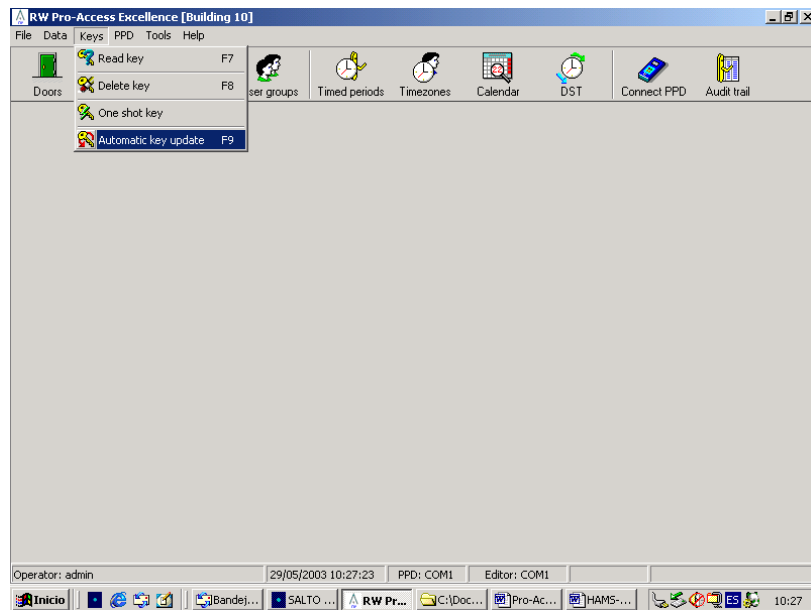 RW Pro-Access Excellence [Building 10]
File Data Keys PPD Tools Help
Read key F7
Delete key F8
One shot key
Automatic key update F9
Doors
ser groups
Timed periods
Timezones
Calendar
DST
Connect PPD
Audit trail
Operator: admin 29/05/2003 10:27:23 PPD: COM1 Editor: COM1
Inicio Bandej... SALTO ... RW Pr... C:\Doc... Pro-Ac... HAMS-... ES 10:27